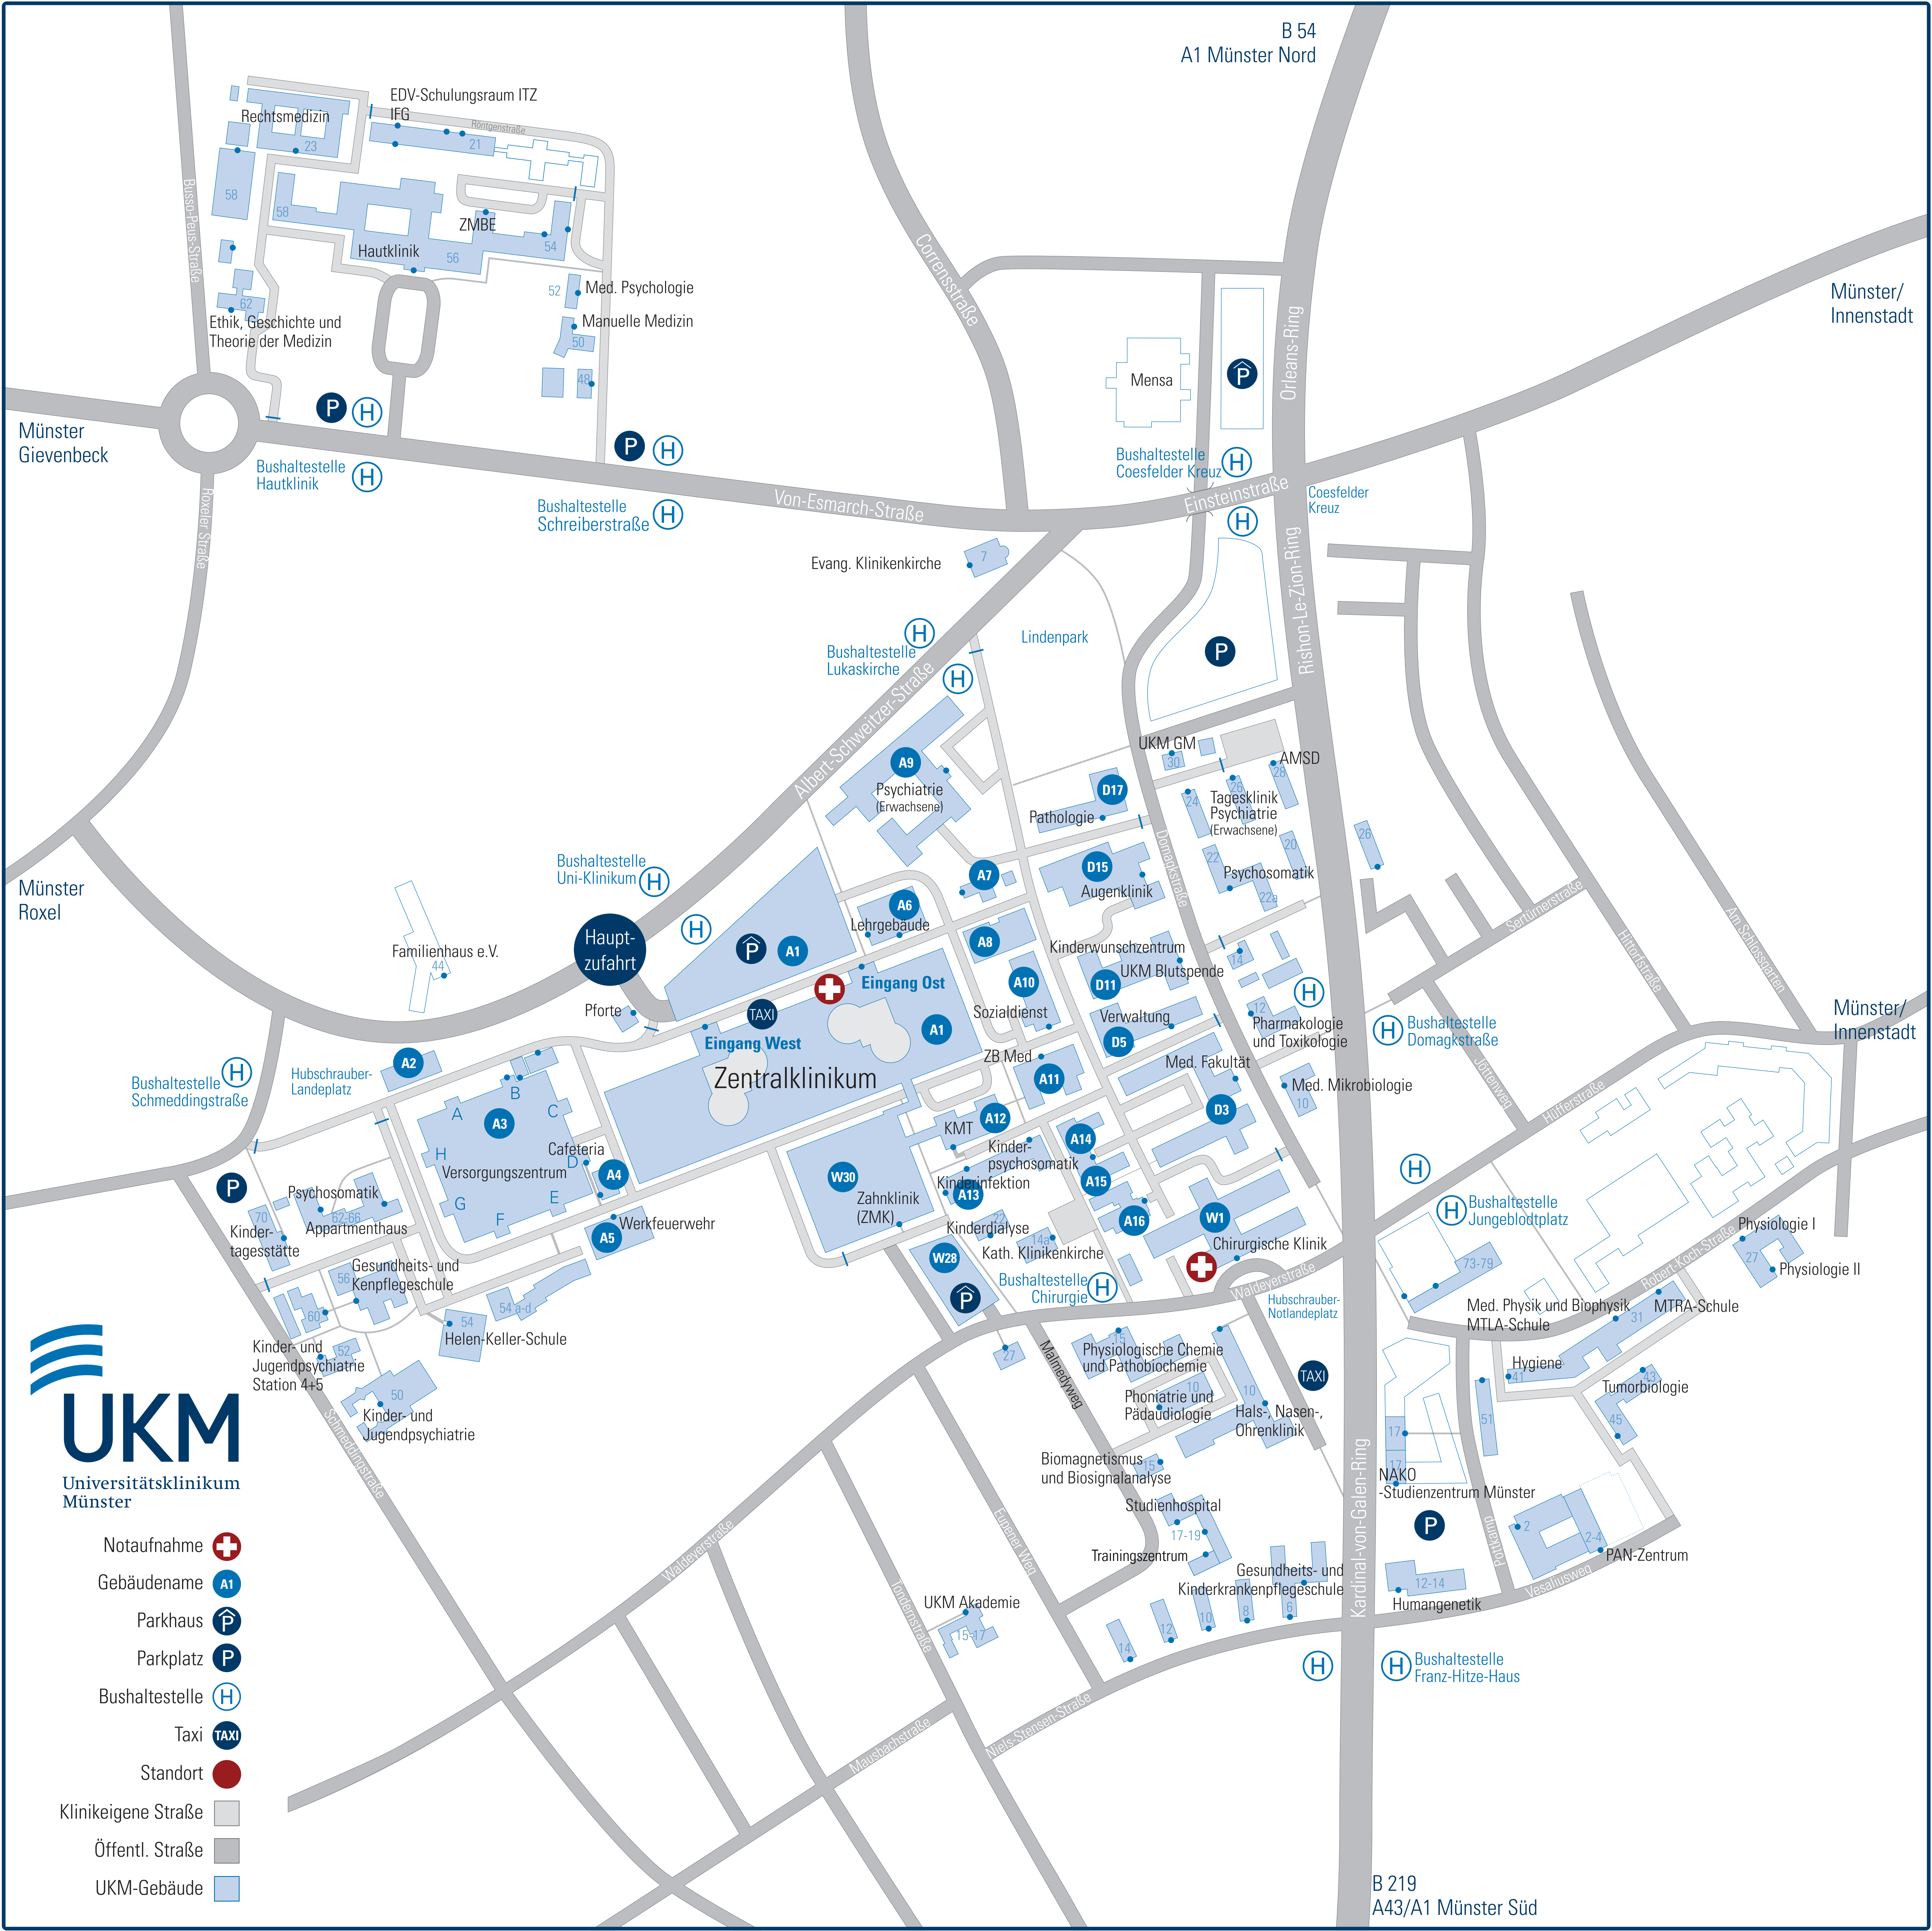 B 54
A1 Münster Nord
EDV-Schulungsraum ITZ
IFG
Röntgenstraße
Rechtsmedizin
23
21
58
58
ZMBE
54
Hautklinik
56
Busso-Peus-Straße
52
Med. Psychologie
62
Ethik, Geschichte und
Theorie der Medizin
Manuelle Medizin
50
48
Corrensstraße
Orleans-Ring
Münster/
Innenstadt
Mensa
P
Münster
Gievenbeck
P
H
P
H
Bushaltestelle
Hautklinik
H
Bushaltestelle
Schreiberstraße
H
Von-Esmarch-Straße
Bushaltestelle
Coesfelder Kreuz
H
Einsteinstraße
Coesfelder
Kreuz
H
Roxeler Straße
Evang. Klinikenkirche
7
Rishon-Le-Zion-Ring
H
Bushaltestelle
Lukaskirche
H
Lindenpark
P
Albert-Schweitzer-Straße
A9
Psychiatrie
(Erwachsene)
UKM GM
30
AMSD
28
D17
Pathologie
24
26
Tagesklinik
Psychiatrie
(Erwachsene)
Domagkstraße
20
26
22
Psychosomatik
22a
Bushaltestelle
Uni-Klinikum
H
A7
D15
Augenklinik
Münster
Roxel
A6
Lehrgebäude
Sertürnerstraße
Hittorfstraße
Am Schlossgarten
Haupt-
zufahrt
H
P
A1
A8
Kinderwunschzentrum
14
Familienhaus e.V.
44
Eingang Ost
A10
D11
UKM Blutspende
H
Pforte
TAXI
A1
Sozialdienst
Verwaltung
D5
12
Pharmakologie
und Toxikologie
H
Bushaltestelle
Domagkstraße
Münster/
Innenstadt
Eingang West
Zentralklinikum
ZB Med
A11
Med. Fakultät
Med. Mikrobiologie
10
Jöttenweg
Hüfferstraße
Bushaltestelle
Schmeddingstraße
H
Hubschrauber-
Landeplatz
A2
A
B
C
D
E
F
G
H
A3
Versorgungszentrum
Cafeteria
A4
KMT
A12
A14
D3
Kinder-
psychosomatik
W30
Zahnklinik
(ZMK)
Kinderinfektion
A13
A15
H
P
Psychosomatik
62-66
Appartmenthaus
70
Kinder-
tagesstätte
Werkfeuerwehr
A5
22
Kinderdialyse
14a
Kath. Klinikenkirche
A16
W1
Chirurgische Klinik
H
Bushaltestelle
Jungeblodtplatz
Physiologie I
27
Physiologie II
Robert-Koch-Straße
73-79
Gesundheits- und
Kenpflegeschule
56
60
54 a-d
W28
P
Bushaltestelle
Chirurgie
H
Waldeyerstraße
Hubschrauber-
Notlandeplatz
Med. Physik und Biophysik
MTLA-Schule
MTRA-Schule
31
54
Helen-Keller-Schule
Kinder- und
Jugendpsychiatrie
Station 4+5
52
50
Kinder- und
Jugendpsychiatrie
Schmeddingstraße
27
Malmedyweg
15
Physiologische Chemie
und Pathobiochemie
Phoniatrie und
Pädaudiologie
10
10
Hals-, Nasen-,
Ohrenklinik
TAXI
Hygiene
41
43
Tumorbiologie
45
51
17
17
NAKO
-Studienzentrum Münster
Biomagnetismus
und Biosignalanalyse
15
Studienhospital
17-19
Trainingszentrum
Gesundheits- und
Kinderkrankenpflegeschule
14
12
10
8
6
Kardinal-von-Galen-Ring
P
Pottkamp
2
2-4
PAN-Zentrum
Vesaliusweg
12-14
Humangenetik
Waldeyerstraße
Eupener Weg
Tondernstraße
UKM Akademie
15-17
Mausbachstraße
Niels-Stensen-Straße
H
H
Bushaltestelle
Franz-Hitze-Haus
B 219
A43/A1 Münster Süd
UKM
Universitätsklinikum
Münster
Notaufnahme
Gebäudename A1
Parkhaus P
Parkplatz P
Bushaltestelle H
Taxi TAXI
Standort
Klinikeigene Straße
Öffentl. Straße
UKM-Gebäude